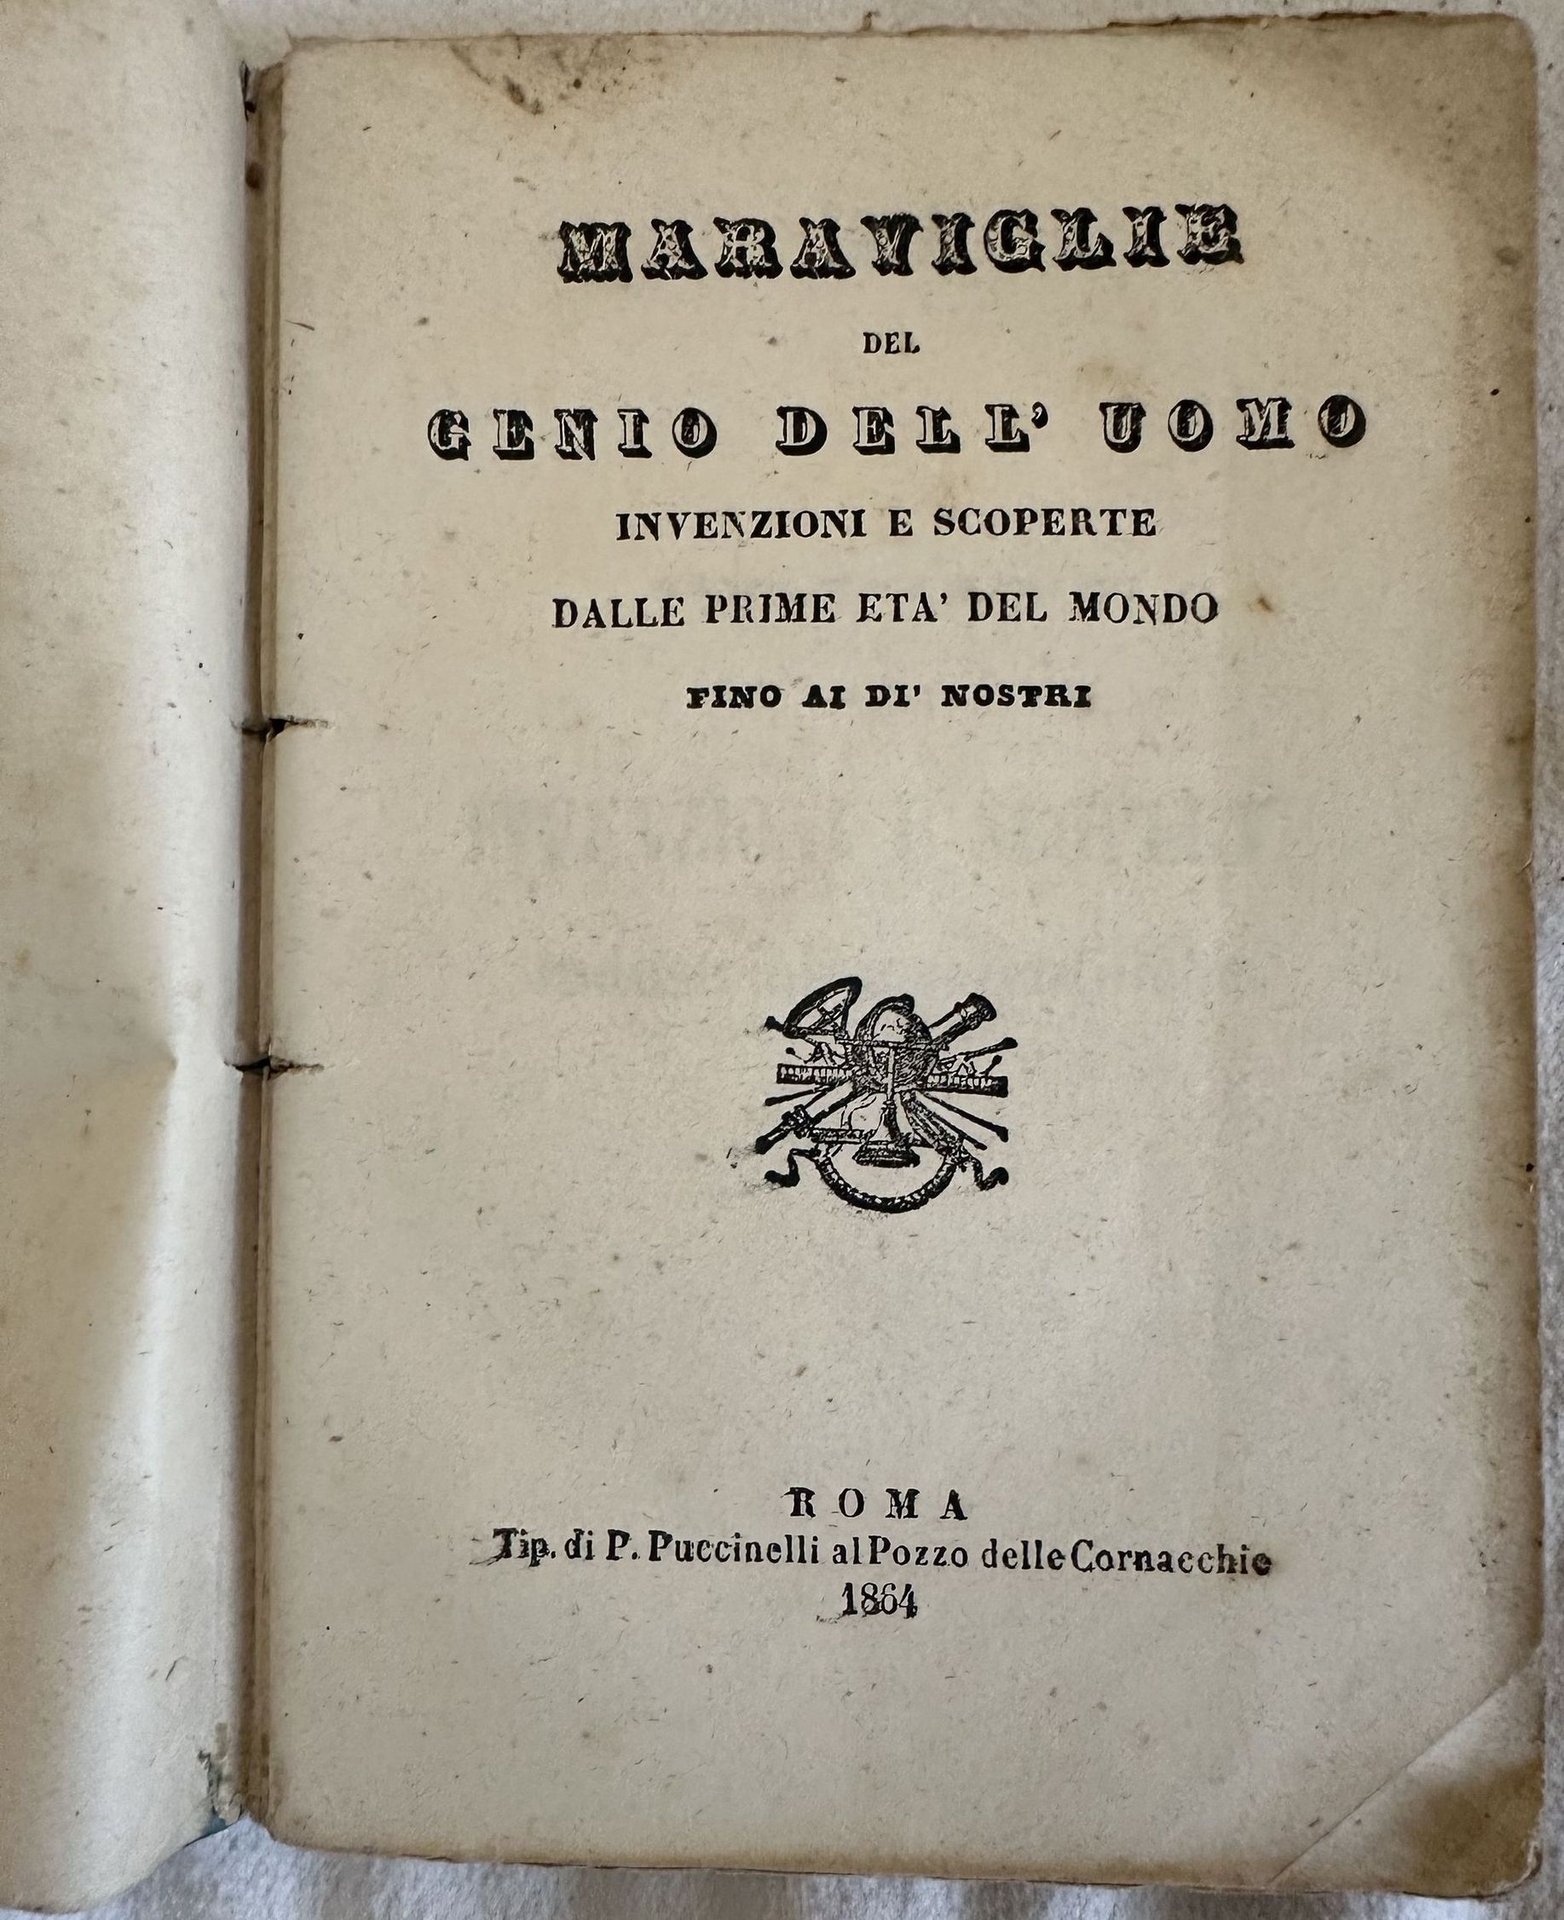 MARAVIGLIE
DEL
GENIO DELL' UOMO
INVENZIONI E SCOPERTE
DALLE PRIME ETA' DEL MONDO
FINO AI DI' NOSTRI
ROMA
Tip. di P. Puccinelli al Pozzo delle Cornacchie
1864